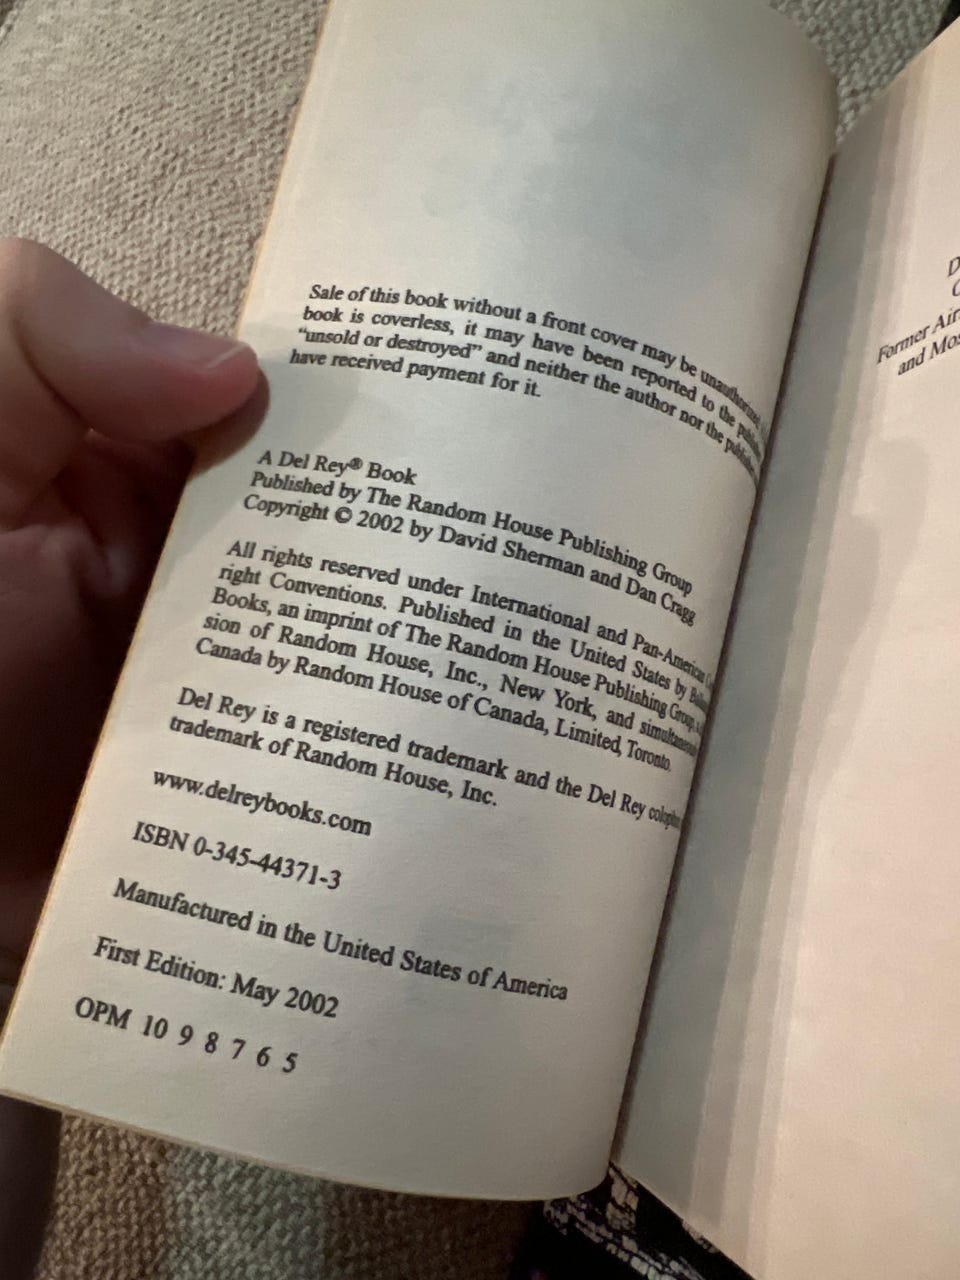 Sale of this book without a front cover may be unauthorized
book is coverless, it may have been reported to the
"unsold or destroyed" and neither the author nor the
have received payment for it.
A Del Rey® Book
Published by The Random House Publishing Group
Copyright © 2002 by David Sherman and Dan Cragg
All rights reserved under International and Pan-American
right Conventions. Published in the United States by
Books, an imprint of The Random House Publishing Group,
sion of Random House, Inc., New York, and
Canada by Random House of Canada, Limited, Toronto.
Del Rey is a registered trademark and the Del Rey
trademark of Random House, Inc.
www.delreybooks.com
ISBN 0-345-44371-3
Manufactured in the United States of America
First Edition: May 2002
OPM 10 9 8 7 6 5
Former
and